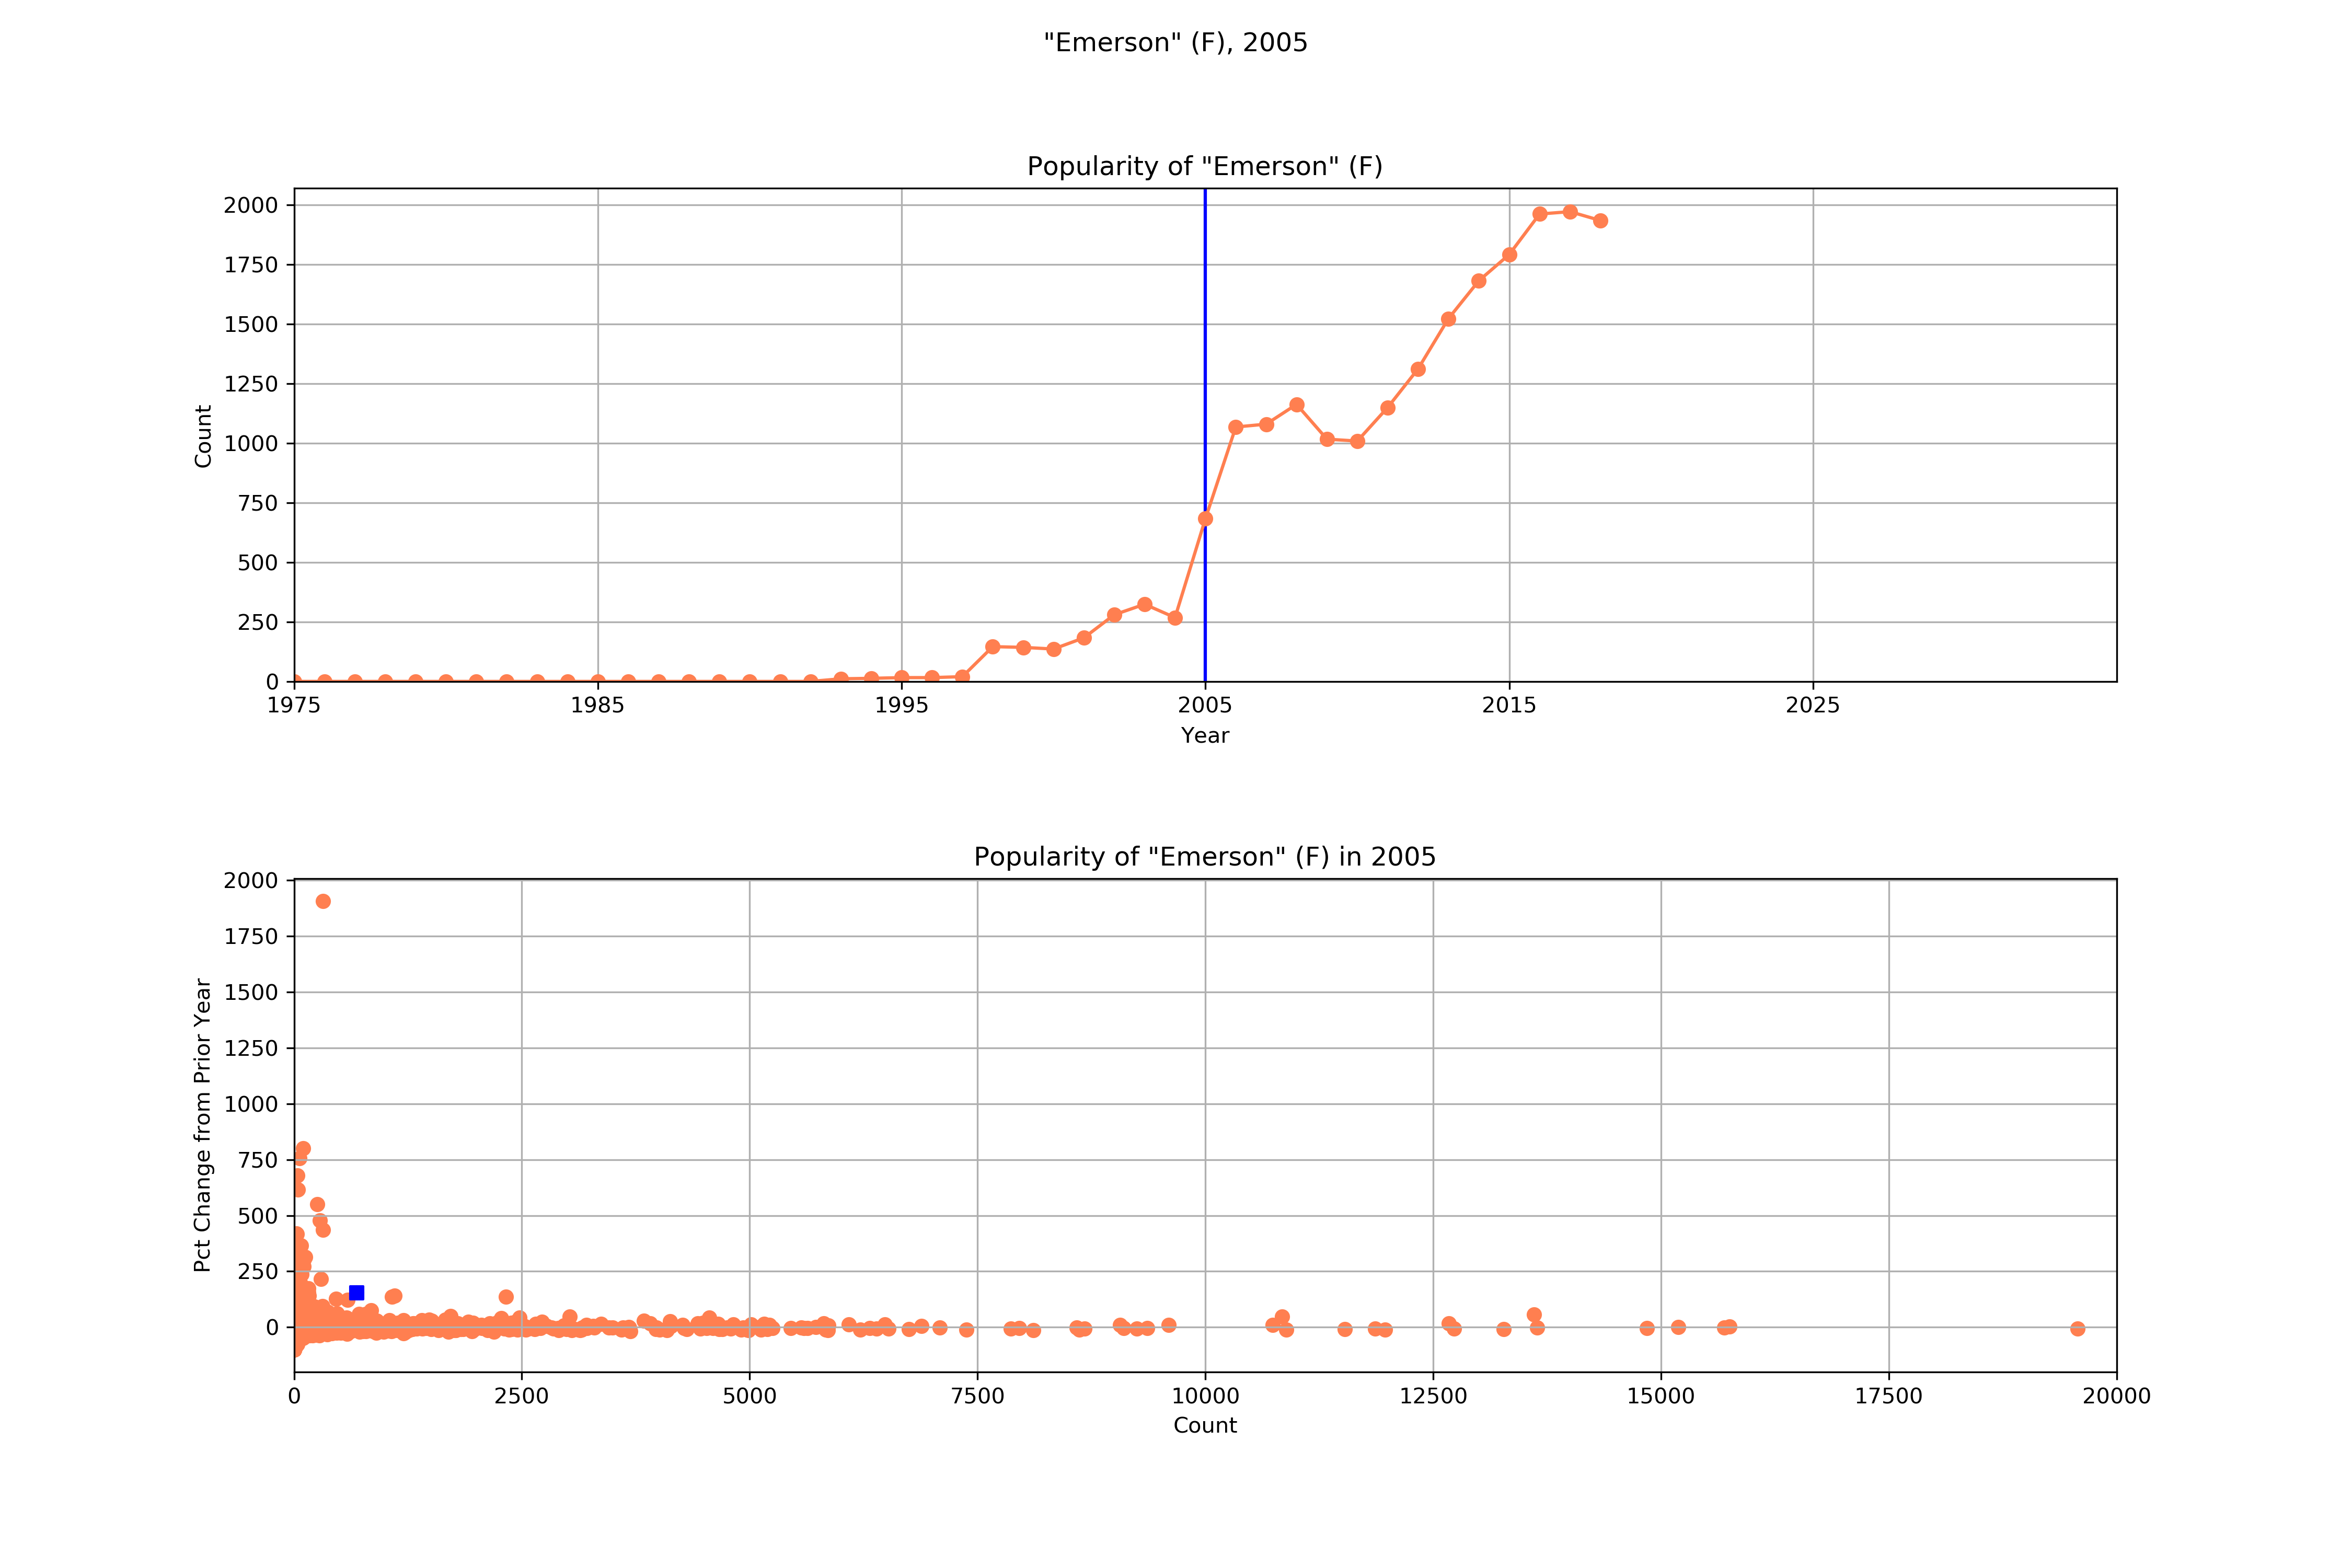 "Emerson" (F), 2005
Popularity of "Emerson" (F)
2000
1750
1500
1250
1000
750
500
250
0
Count
1975 1985 1995 2005 2015 2025
Year
Popularity of "Emerson" (F) in 2005
2000
1750
1500
1250
1000
750
500
250
0
Pct Change from Prior Year
0 2500 5000 7500 10000 12500 15000 17500 20000
Count